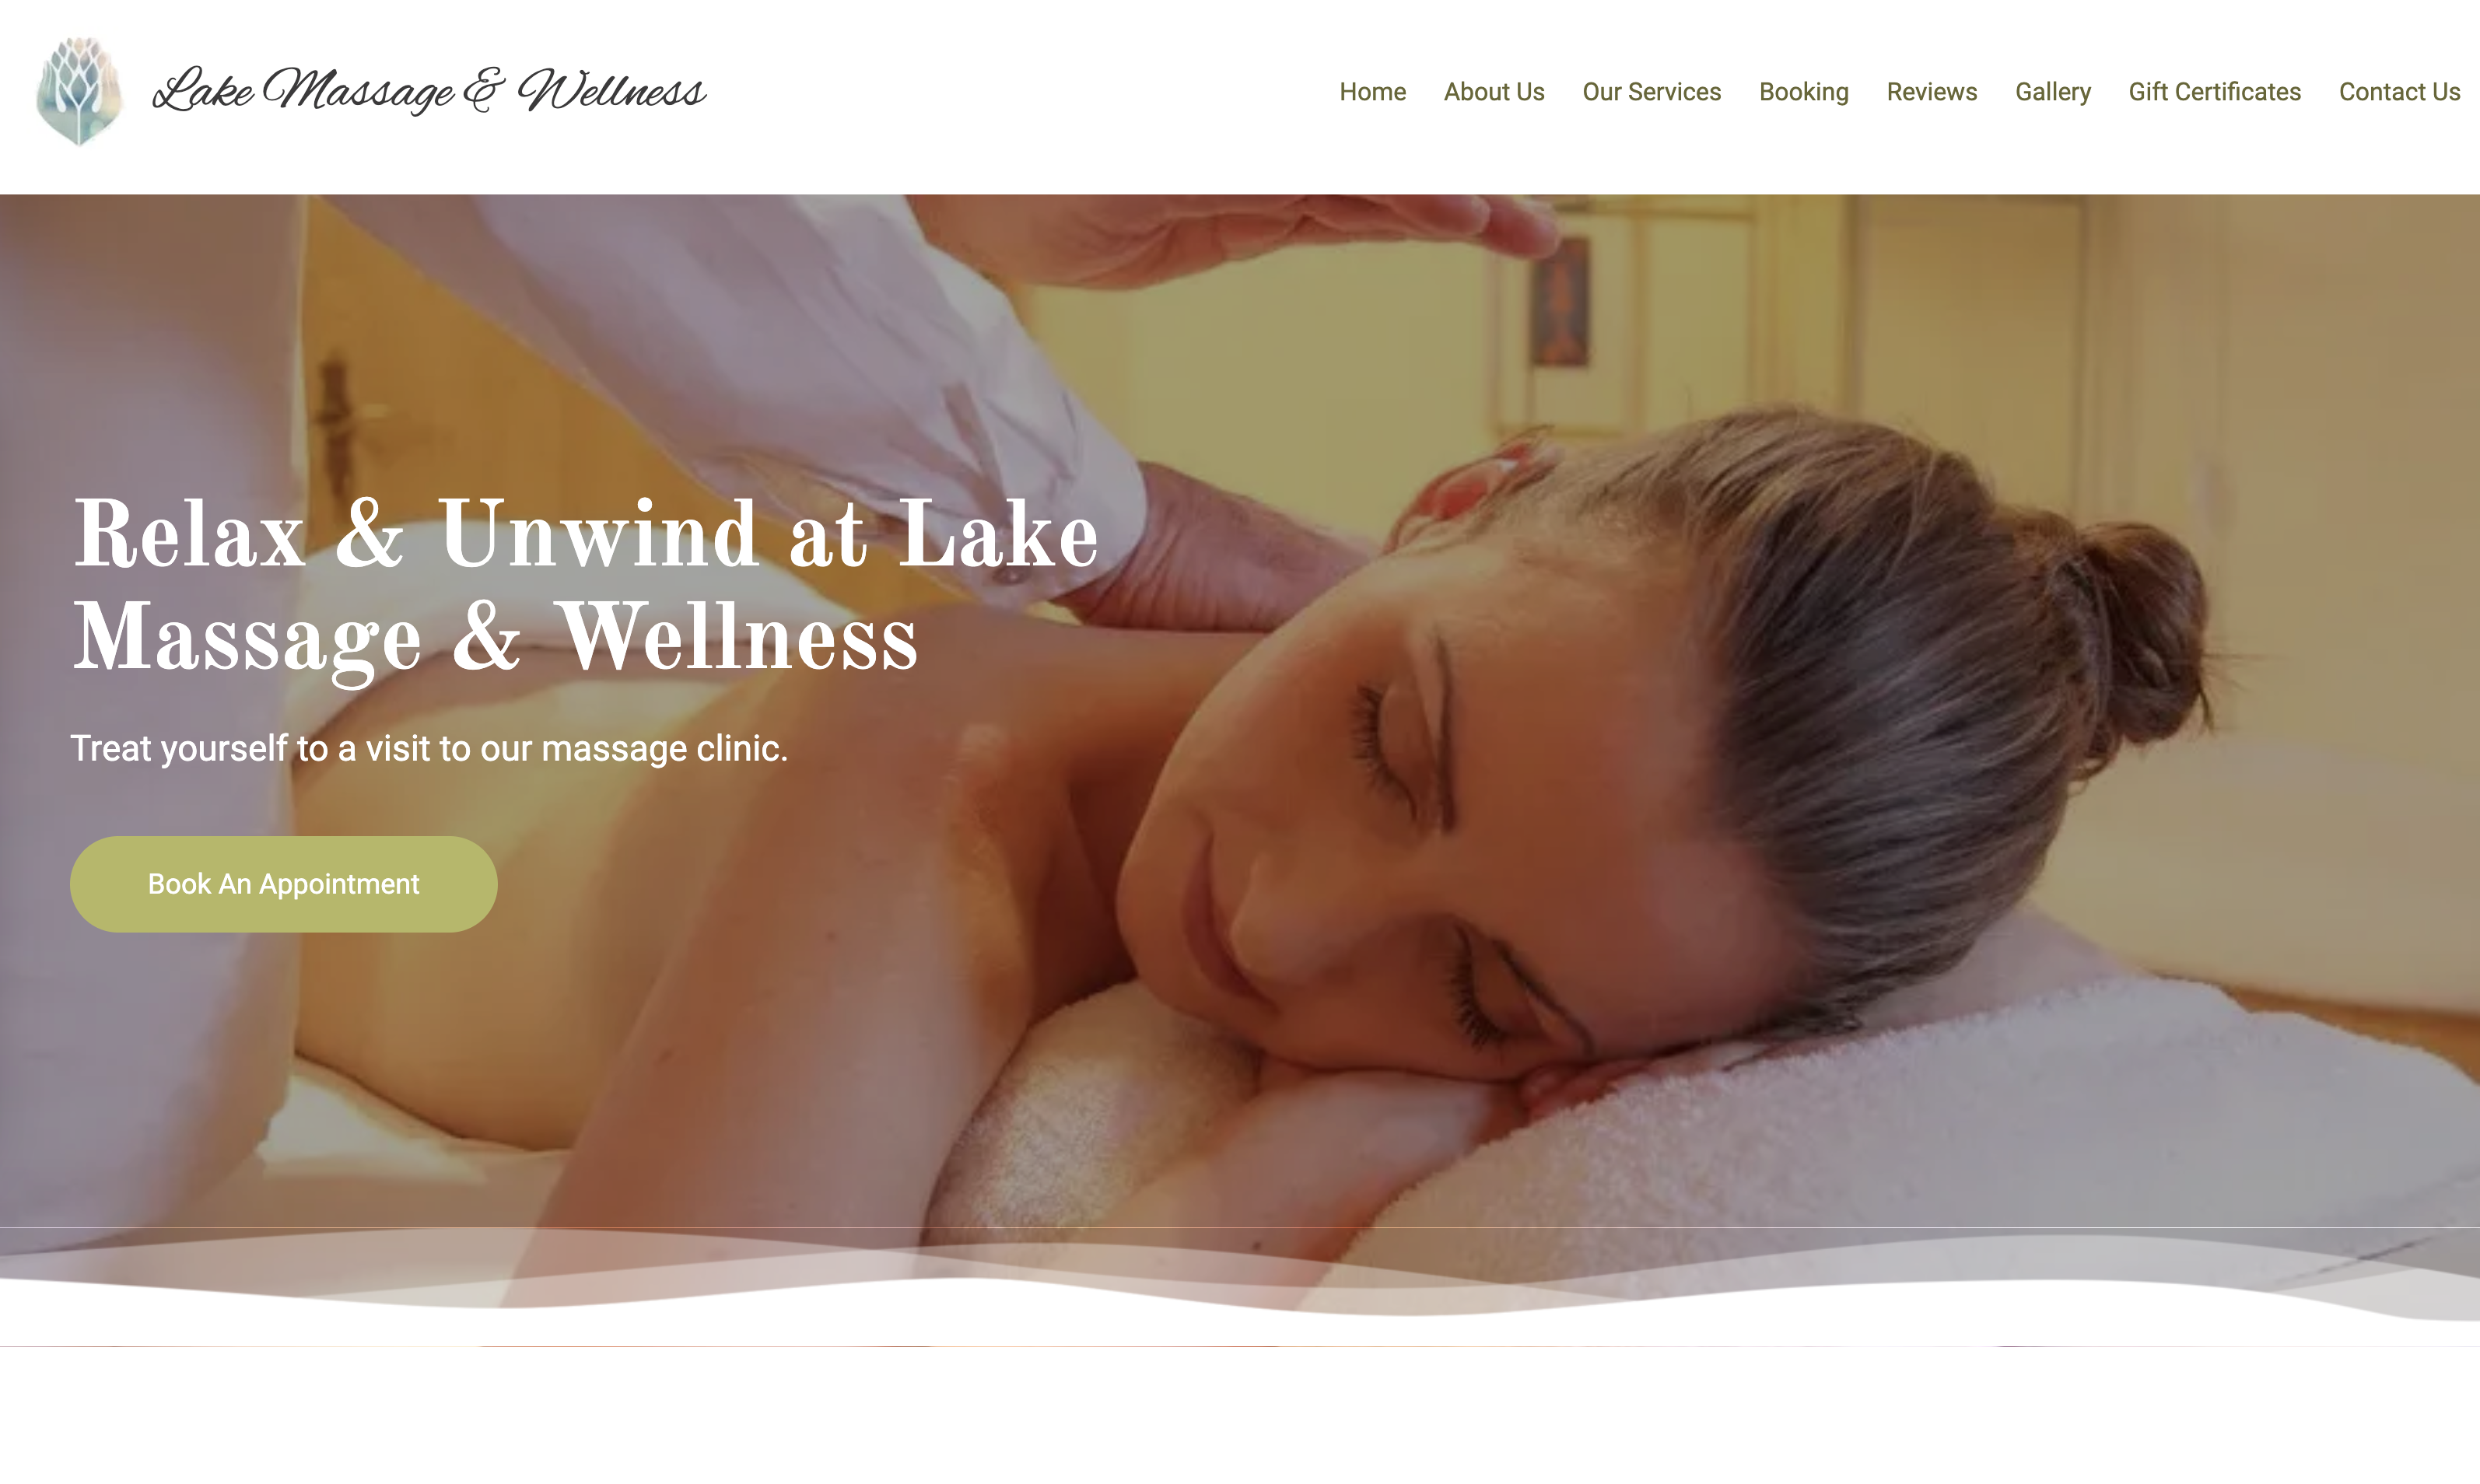 Lake Massage & Wellness
Home About Us Our Services Booking Reviews Gallery Gift Certificates Contact Us
Relax & Unwind at Lake
Massage & Wellness
Treat yourself to a visit to our massage clinic.
Book An Appointment